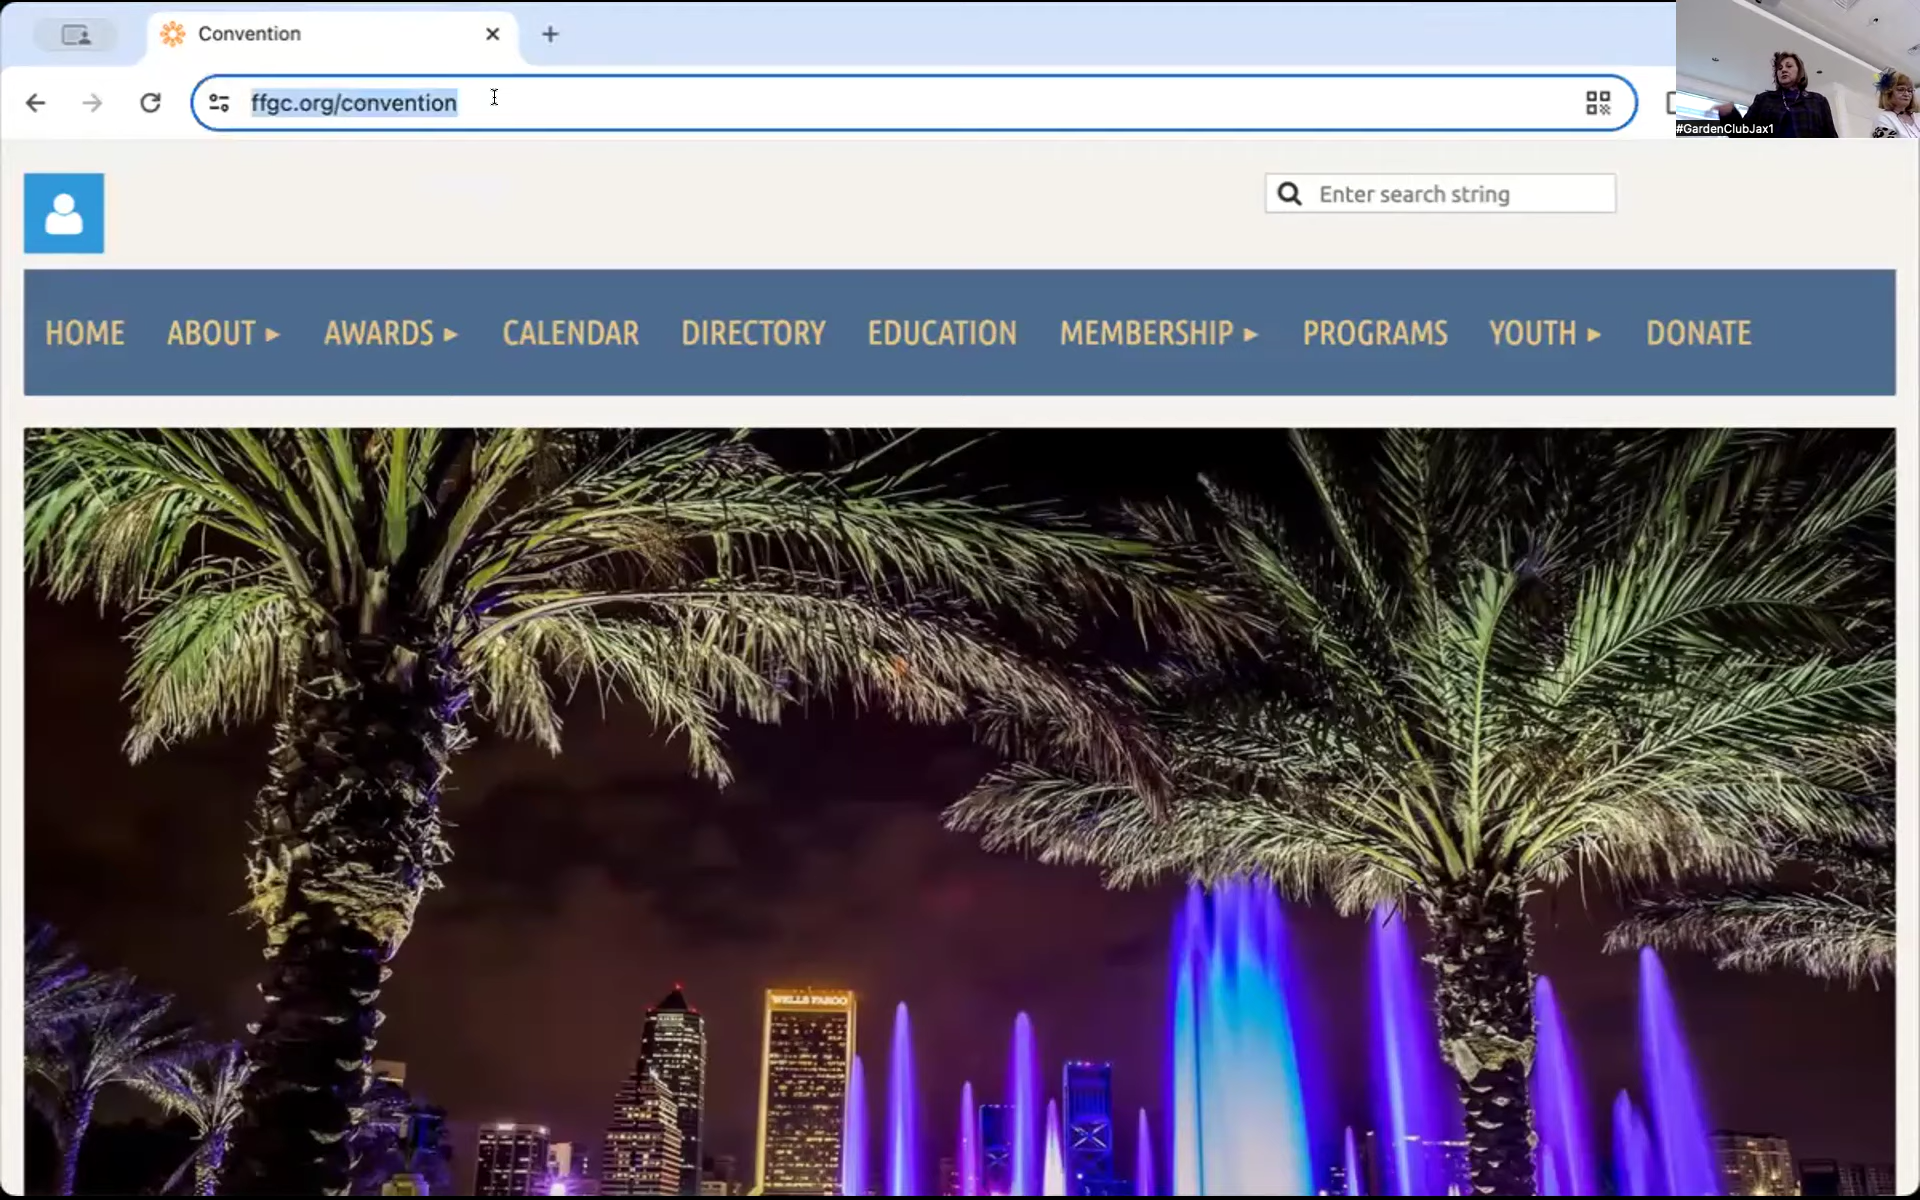 Convention
ffgc.org/convention
#GardenClubJax1
Enter search string
HOME ABOUT AWARDS CALENDAR DIRECTORY EDUCATION MEMBERSHIP PROGRAMS YOUTH DONATE
WELLS FARGO